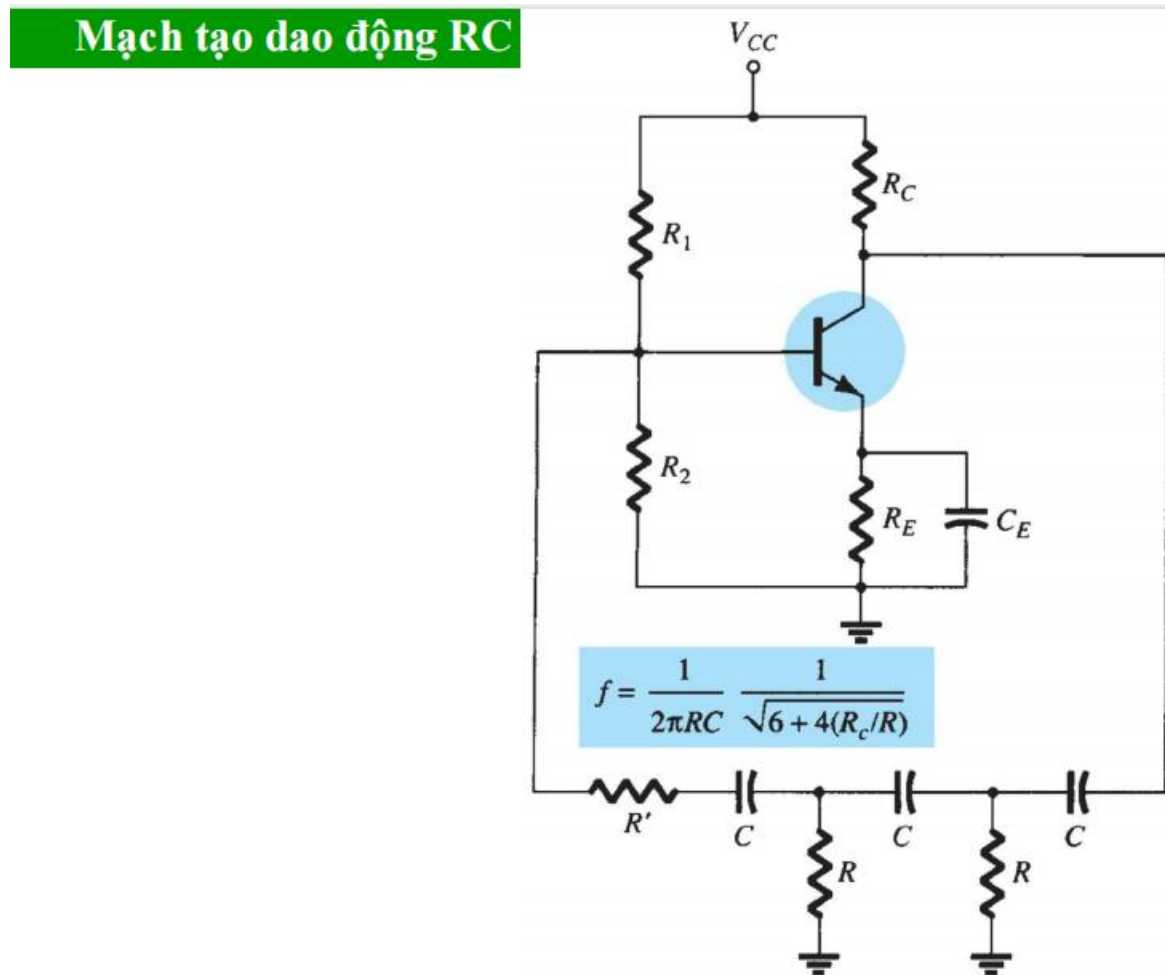 Mạch tạo dao động RC
V_CC
R_C
R_1
R_2
R_E
C_E
f = 1/(2πRC) 1/√(6 + 4(R_c/R))
R' C C C
R R